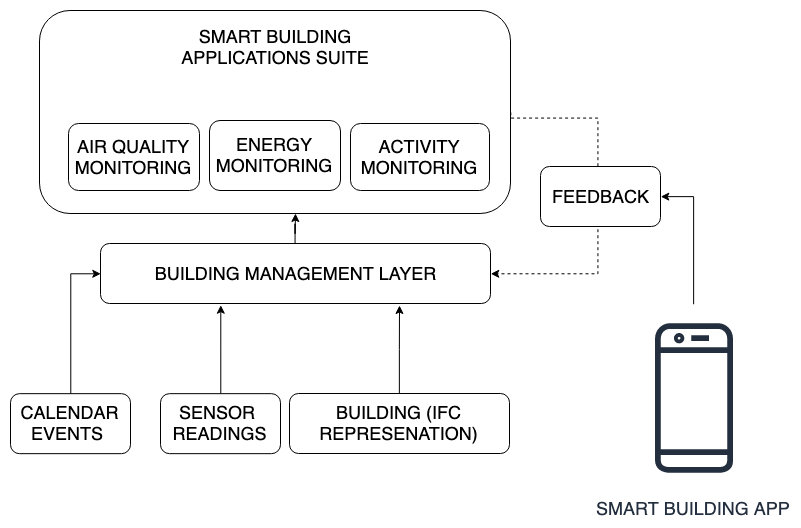 SMART BUILDING
APPLICATIONS SUITE
AIR QUALITY
MONITORING
ENERGY
MONITORING
ACTIVITY
MONITORING
FEEDBACK
BUILDING MANAGEMENT LAYER
CALENDAR
EVENTS
SENSOR
READINGS
BUILDING (IFC
REPRESENATION)
SMART BUILDING APP